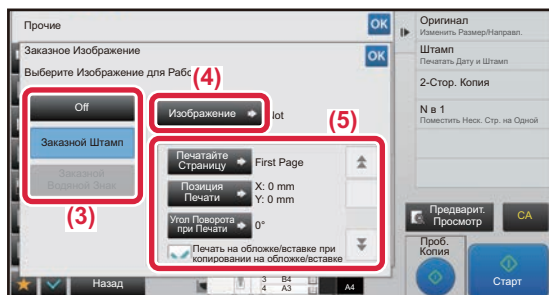 Прочие
OK
Заказное Изображение
OK
Выберите Изображение для
(4)
Off
Заказной Штамп
Заказной
Водяной Знак
(3)
Изображение
(5)
Печатайте
Страницу
First Page
Позиция
Печати
X: 0 mm
Y: 0 mm
Угол Поворота
при Печати
0°
Печать на обложке/вставке при
копировании на обложке/вставке
Назад
3 B4
4 A3
A4
Оригинал
Изменить Размер/Направл.
Штамп
Печатать Дату и Штамп
2-Стор. Копия
N в 1
Поместить Неск. Стр. на Одной
Предварит.
Просмотр
CA
Проб.
Копия
Старт